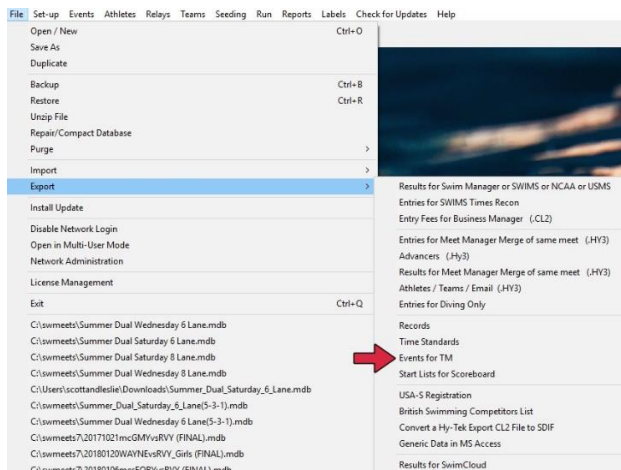 File Set-up Events Athletes Relays Teams Seeding Run Reports Labels Check for Updates Help
Open / New Ctrl+O
Save As
Duplicate
Backup Ctrl+B
Restore Ctrl+R
Unzip File
Repair/Compact Database
Purge >
Import >
Export >
Install Update
Disable Network Login
Open in Multi-User Mode
Network Administration
License Management
Exit Ctrl+Q
C:\swmeets\Summer Dual Wednesday 6 Lane.mdb
C:\swmeets\Summer Dual Saturday 6 Lane.mdb
C:\swmeets\Summer Dual Saturday 8 Lane.mdb
C:\swmeets\Summer Dual Wednesday 8 Lane.mdb
C:\Users\scottandleslie\Downloads\Summer_Dual_Saturday_6_Lane.mdb
C:\swmeets\Summer_Dual_Saturday_6_Lane(5-3-1).mdb
C:\swmeets\Summer Dual Wednesday 6 Lane(5-3-1).mdb
C:\swmeets7\20171021mcGMYvsRVY (FINAL).mdb
C:\swmeets7\20180120WAYNEvsRVY_Girls (FINAL).mdb
Results for Swim Manager or SWIMS or NCAA or USMS
Entries for SWIMS Times Recon
Entry Fees for Business Manager (.CL2)
Entries for Meet Manager Merge of same meet (.HY3)
Advancers (.Hy3)
Results for Meet Manager Merge of same meet (.HY3)
Athletes / Teams / Email (.HY3)
Entries for Diving Only
Records
Time Standards
Events for TM
Start Lists for Scoreboard
USA-S Registration
British Swimming Competitors List
Convert a Hy-Tek Export CL2 File to SDIF
Generic Data in MS Access
Results for SwimCloud